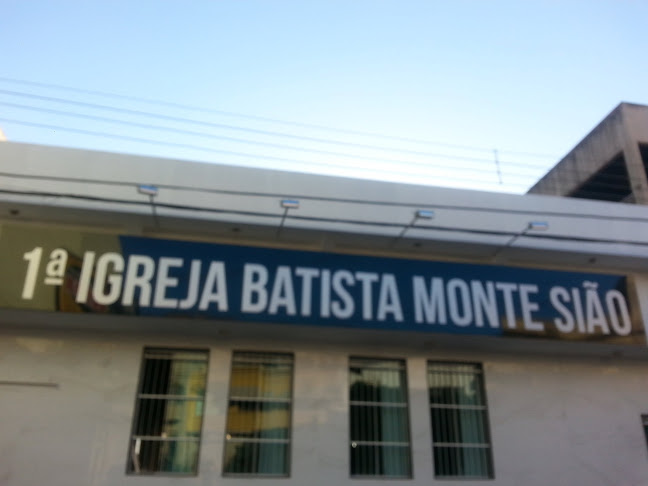 1ª IGREJA BATISTA MONTE SIÃO